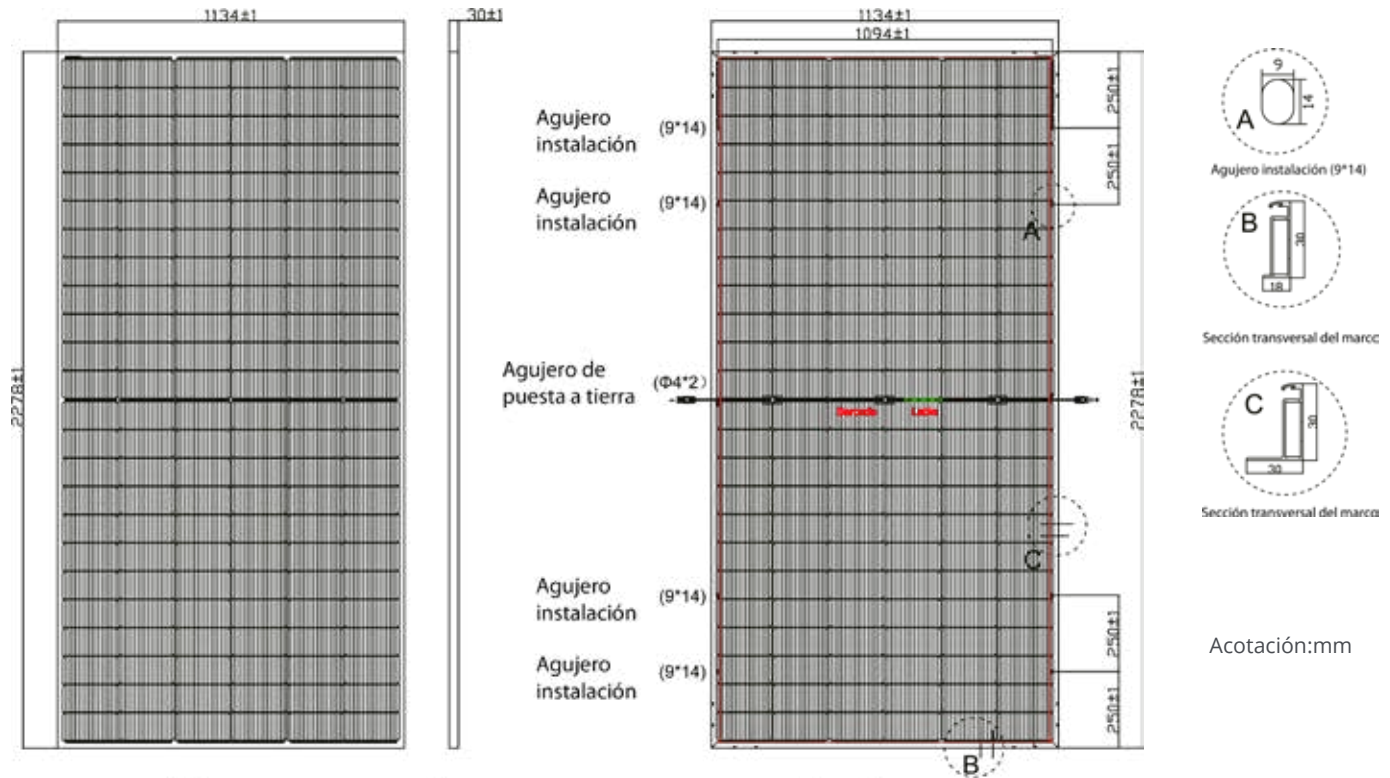 1134±1
30±1
1134±1
1094±1
2278±1
2278±1
250±1
250±1
250±1
250±1
Agujero
instalación
(9*14)
Agujero
instalación
(9*14)
Agujero de
puesta a tierra
(Φ4*2)
Agujero
instalación
(9*14)
Agujero
instalación
(9*14)
A
C
B
9
14
A
Agujero instalación (9*14)
B
30
18
Sección transversal del marco
C
30
30
Sección transversal del marco
Acotación:mm